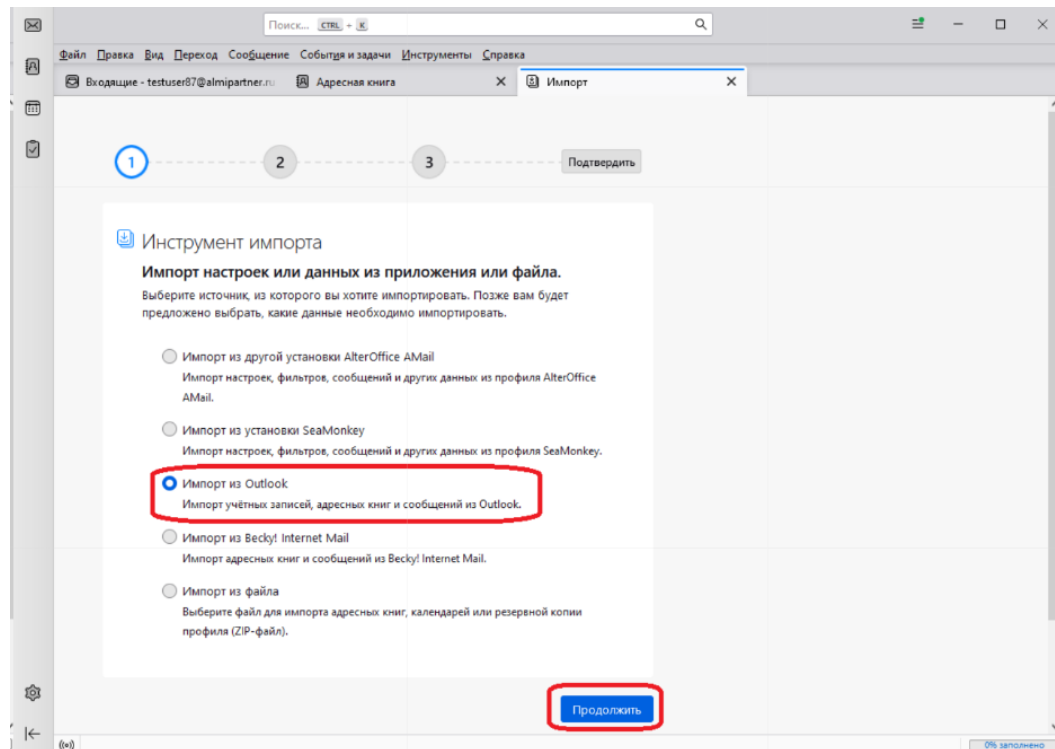 Поиск... CTRL + K
Файл Правка Вид Переход Сообщение События и задачи Инструменты Справка
Входящие - testuser87@almipartner.ru Адресная книга Импорт
1 2 3 Подтвердить
Инструмент импорта
Импорт настроек или данных из приложения или файла.
Выберите источник, из которого вы хотите импортировать. Позже вам будет
предложено выбрать, какие данные необходимо импортировать.
Импорт из другой установки AlterOffice AMail
Импорт настроек, фильтров, сообщений и других данных из профиля AlterOffice
AMail.
Импорт из установки SeaMonkey
Импорт настроек, фильтров, сообщений и других данных из профиля SeaMonkey.
Импорт из Outlook
Импорт учётных записей, адресных книг и сообщений из Outlook.
Импорт из Becky! Internet Mail
Импорт адресных книг и сообщений из Becky! Internet Mail.
Импорт из файла
Выберите файл для импорта адресных книг, календарей или резервной копии
профиля (ZIP-файл).
Продолжить
0% заполнено